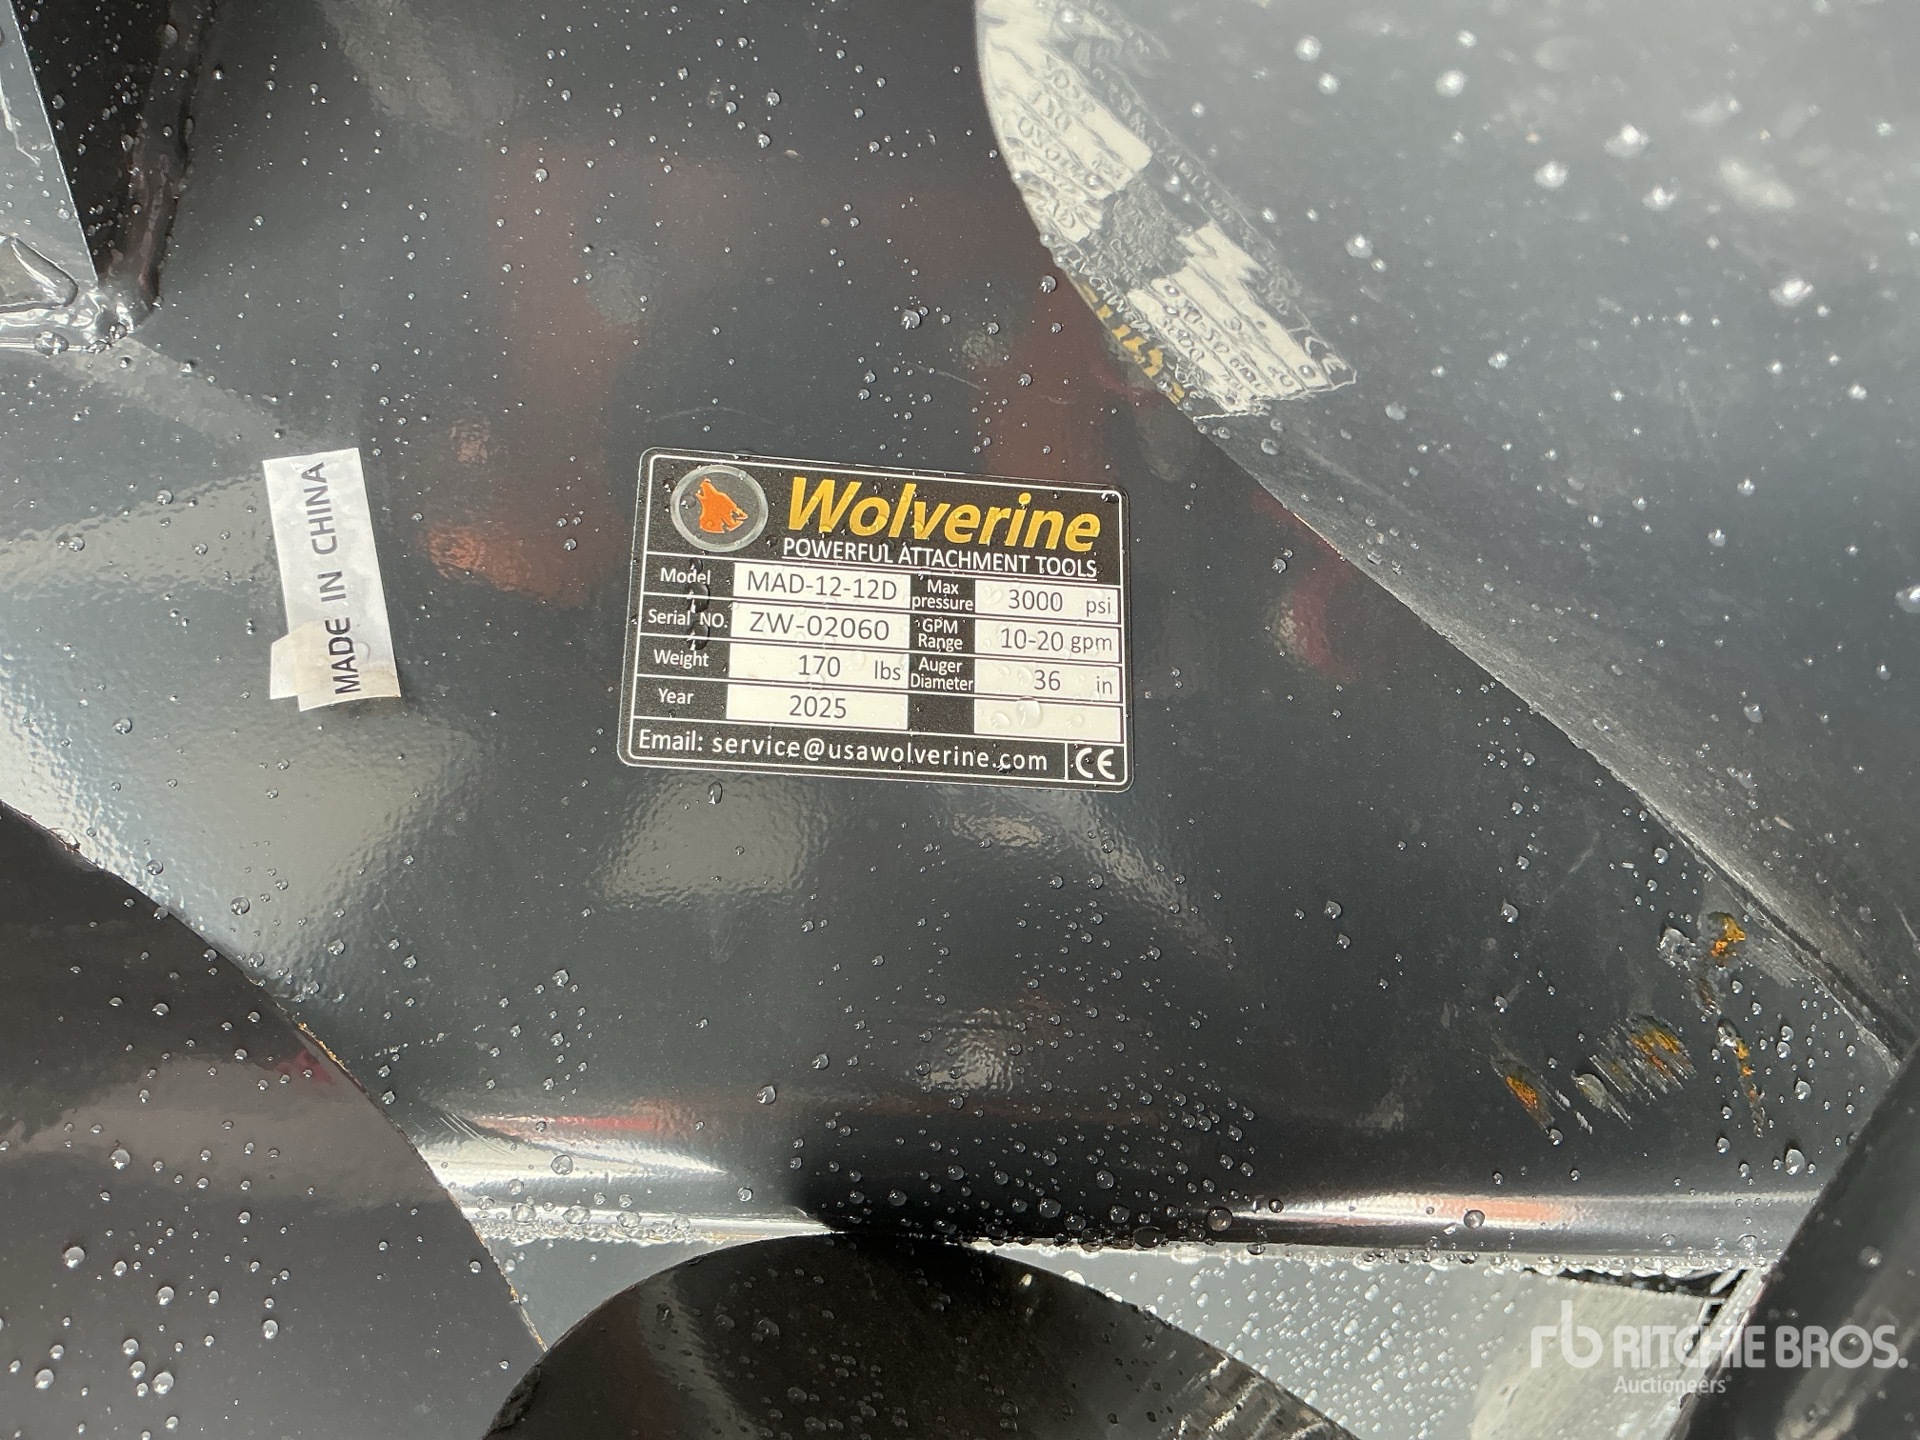 MADE IN CHINA
Wolverine
POWERFUL ATTACHMENT TOOLS
Model MAD-12-12D Max pressure 3000 psi
Serial NO. ZW-02060 GPM Range 10-20 gpm
Weight 170 lbs Auger Diameter 36 in
Year 2025
Email: service@usawolverine.com CE
rb RITCHIE BROS.
Auctioneers